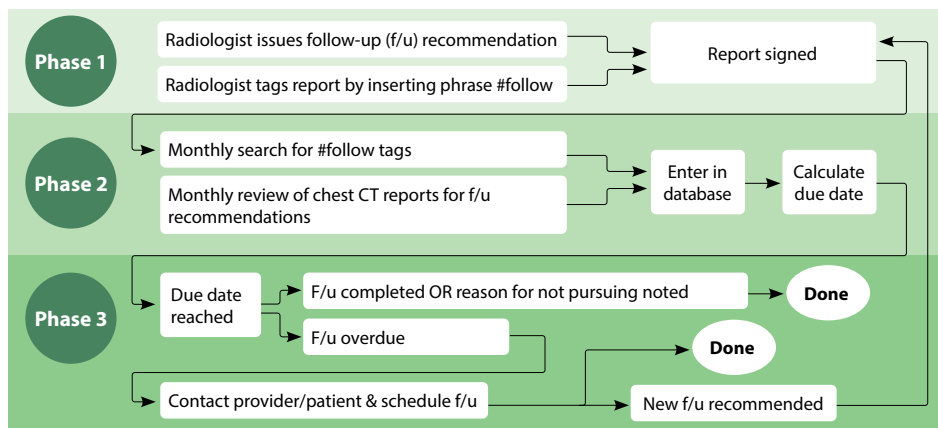 Phase 1
Radiologist issues follow-up (f/u) recommendation
Radiologist tags report by inserting phrase #follow
Report signed
Phase 2
Monthly search for #follow tags
Monthly review of chest CT reports for f/u
recommendations
Enter in
database
Calculate
due date
Phase 3
Due date
reached
F/u completed OR reason for not pursuing noted
Done
F/u overdue
Done
Contact provider/patient & schedule f/u
New f/u recommended